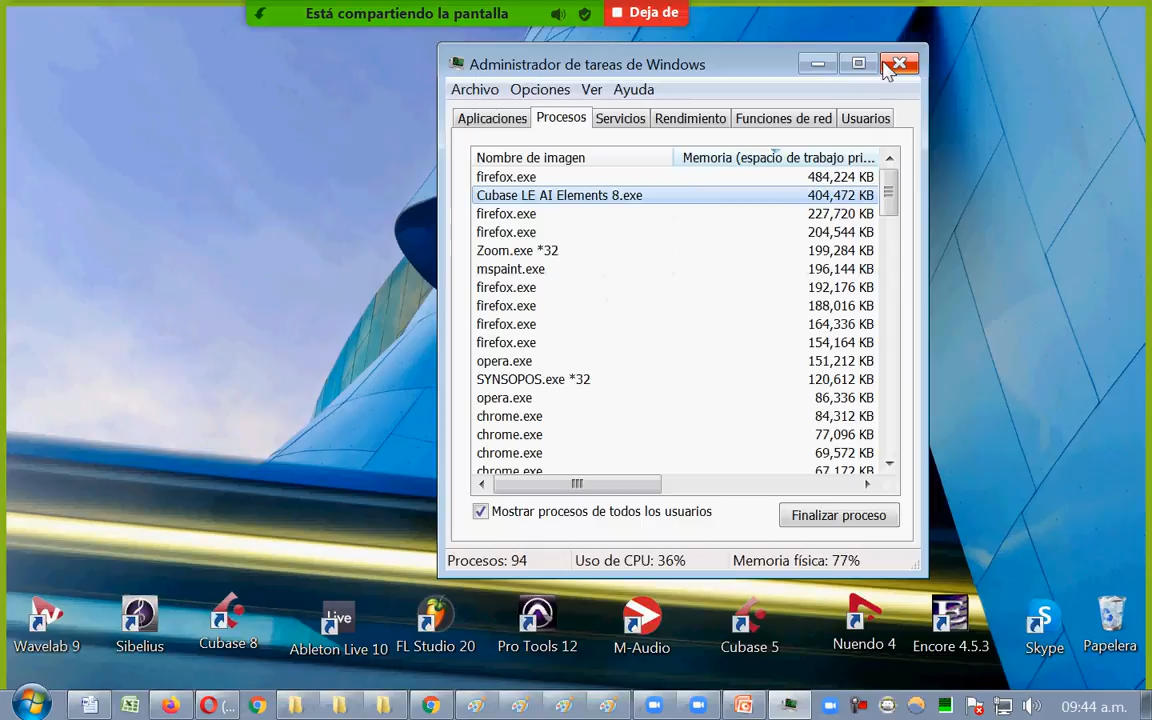 Está compartiendo la pantalla
Deja de
Administrador de tareas de Windows
Archivo Opciones Ver Ayuda
Aplicaciones Procesos Servicios Rendimiento Funciones de red Usuarios
Nombre de imagen Memoria (espacio de trabajo pri...
firefox.exe 484,224 KB
Cubase LE AI Elements 8.exe 404,472 KB
firefox.exe 227,720 KB
firefox.exe 204,544 KB
Zoom.exe *32 199,284 KB
mspaint.exe 196,144 KB
firefox.exe 192,176 KB
firefox.exe 188,016 KB
firefox.exe 164,336 KB
firefox.exe 154,164 KB
opera.exe 151,212 KB
SYNSOPOS.exe *32 120,612 KB
opera.exe 86,336 KB
chrome.exe 84,312 KB
chrome.exe 77,096 KB
chrome.exe 69,572 KB
chrome.exe 67,172 KB
Mostrar procesos de todos los usuarios
Finalizar proceso
Procesos: 94 Uso de CPU: 36% Memoria física: 77%
Live
Wavelab 9
Sibelius
Cubase 8
Ableton Live 10
FL Studio 20
Pro Tools 12
M-Audio
Cubase 5
Nuendo 4
Encore 4.5.3
Skype
Papelera
(...
09:44 a.m.